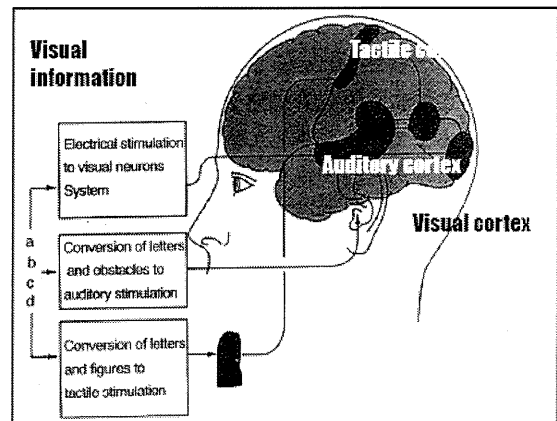 Visual
information
Tactile
Electrical stimulation
to visual neurons
System
Auditory cortex
Visual cortex
a
b
c
d
Conversion of letters
and obstacles to
auditory stimulation
Conversion of letters
and figures to
tactile stimulation